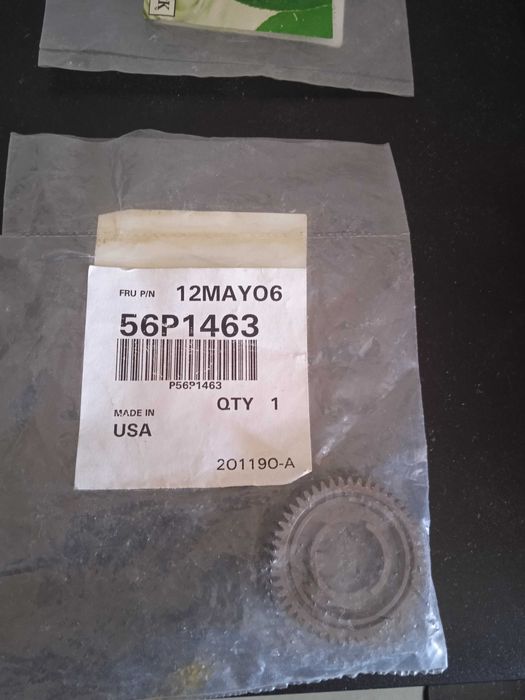 K
FRU P/N 12MAY06
56P1463
P56P1463
QTY 1
MADE IN
USA
201190-A